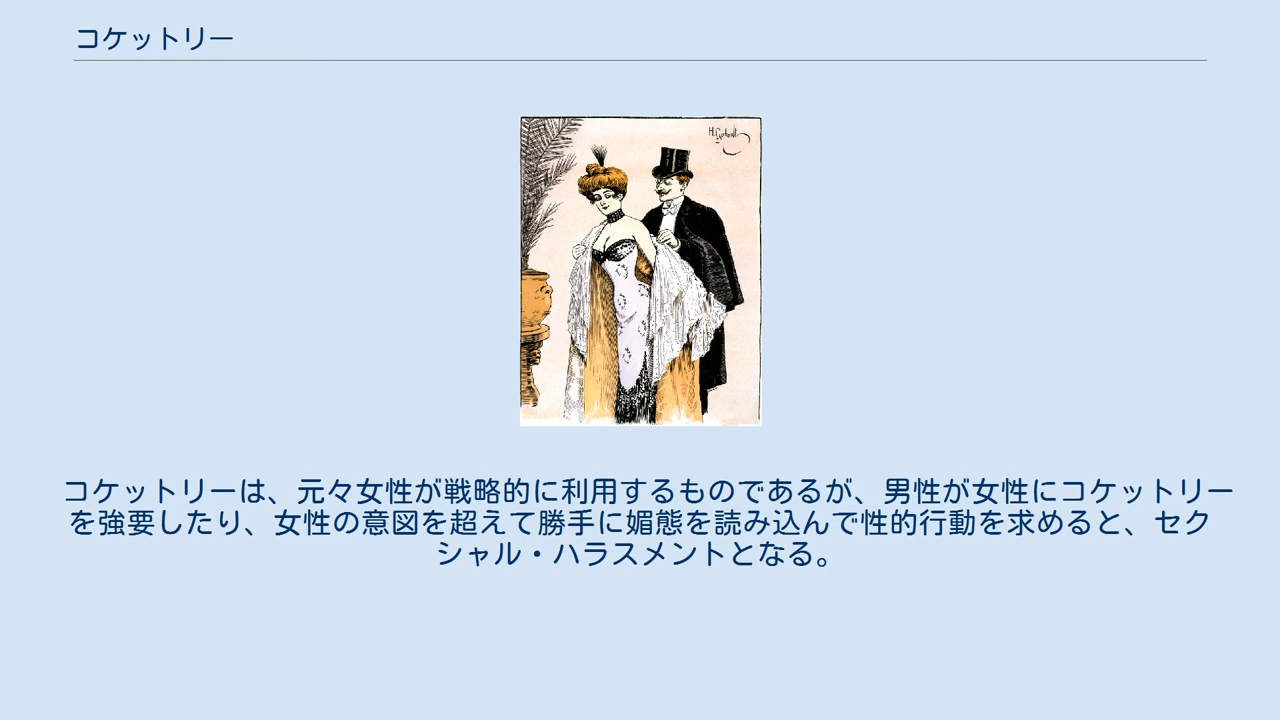 コケットリー
コケットリーは、元々女性が戦略的に利用するものであるが、男性が女性にコケットリー
を強要したり、女性の意図を超えて勝手に媚態を読み込んで性的行動を求めると、セク
シャル・ハラスメントとなる。